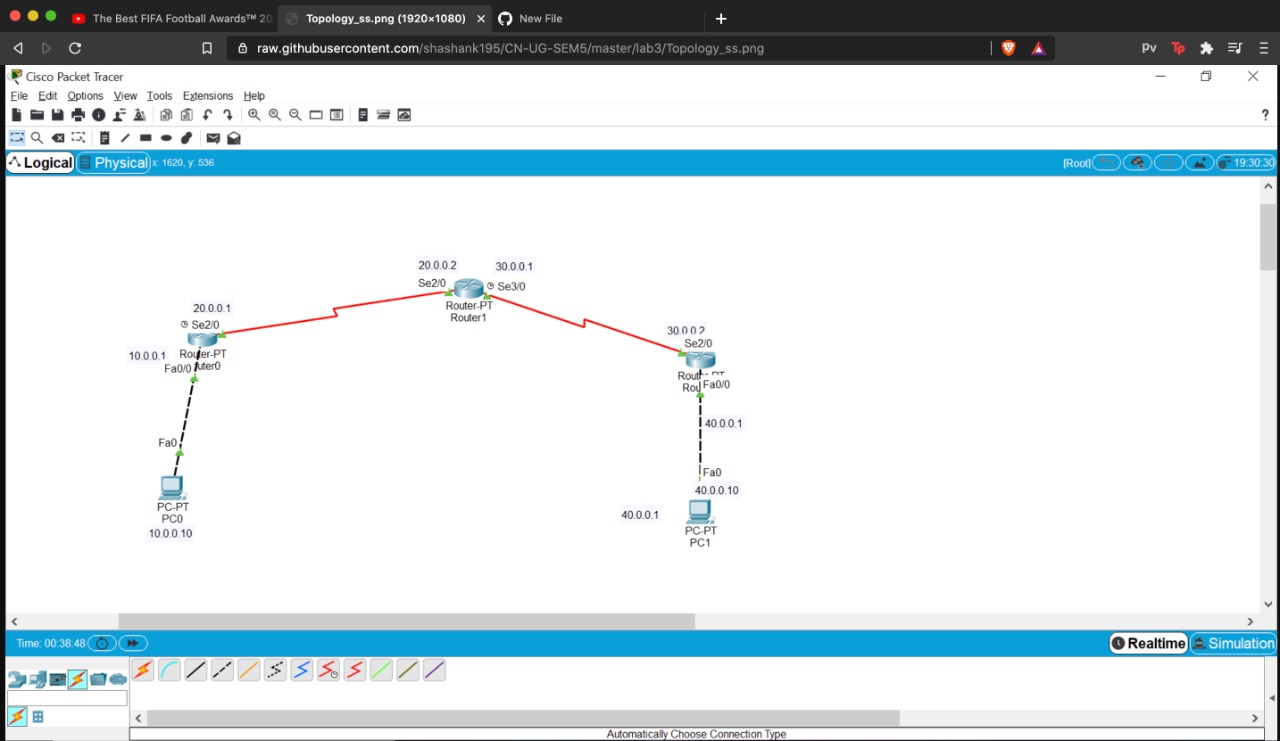 The Best FIFA Football Awards™ 20
Topology_ss.png (1920×1080)
New File
raw.githubusercontent.com/shashank195/CN-UG-SEM5/master/lab3/Topology_ss.png
Cisco Packet Tracer
File Edit Options View Tools Extensions Help
Logical Physical x: 1620, y: 536
[Root] 19:30:30
20.0.0.2 30.0.0.1
Se2/0 Se3/0
Router-PT
Router1
20.0.0.1
Se2/0
10.0.0.1 Router-PT
Fa0/0 uter0
30.0.0.2
Se2/0
Rou
Fa0/0
40.0.0.1
Fa0
PC-PT
PC0
10.0.0.10
Fa0
40.0.0.10
40.0.0.1
PC-PT
PC1
Time: 00:38:48
Realtime Simulation
Automatically Choose Connection Type